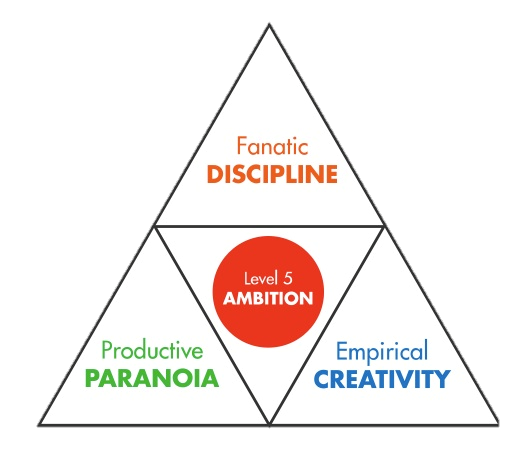 Fanatic
DISCIPLINE
Level 5
AMBITION
Productive
PARANOIA
Empirical
CREATIVITY